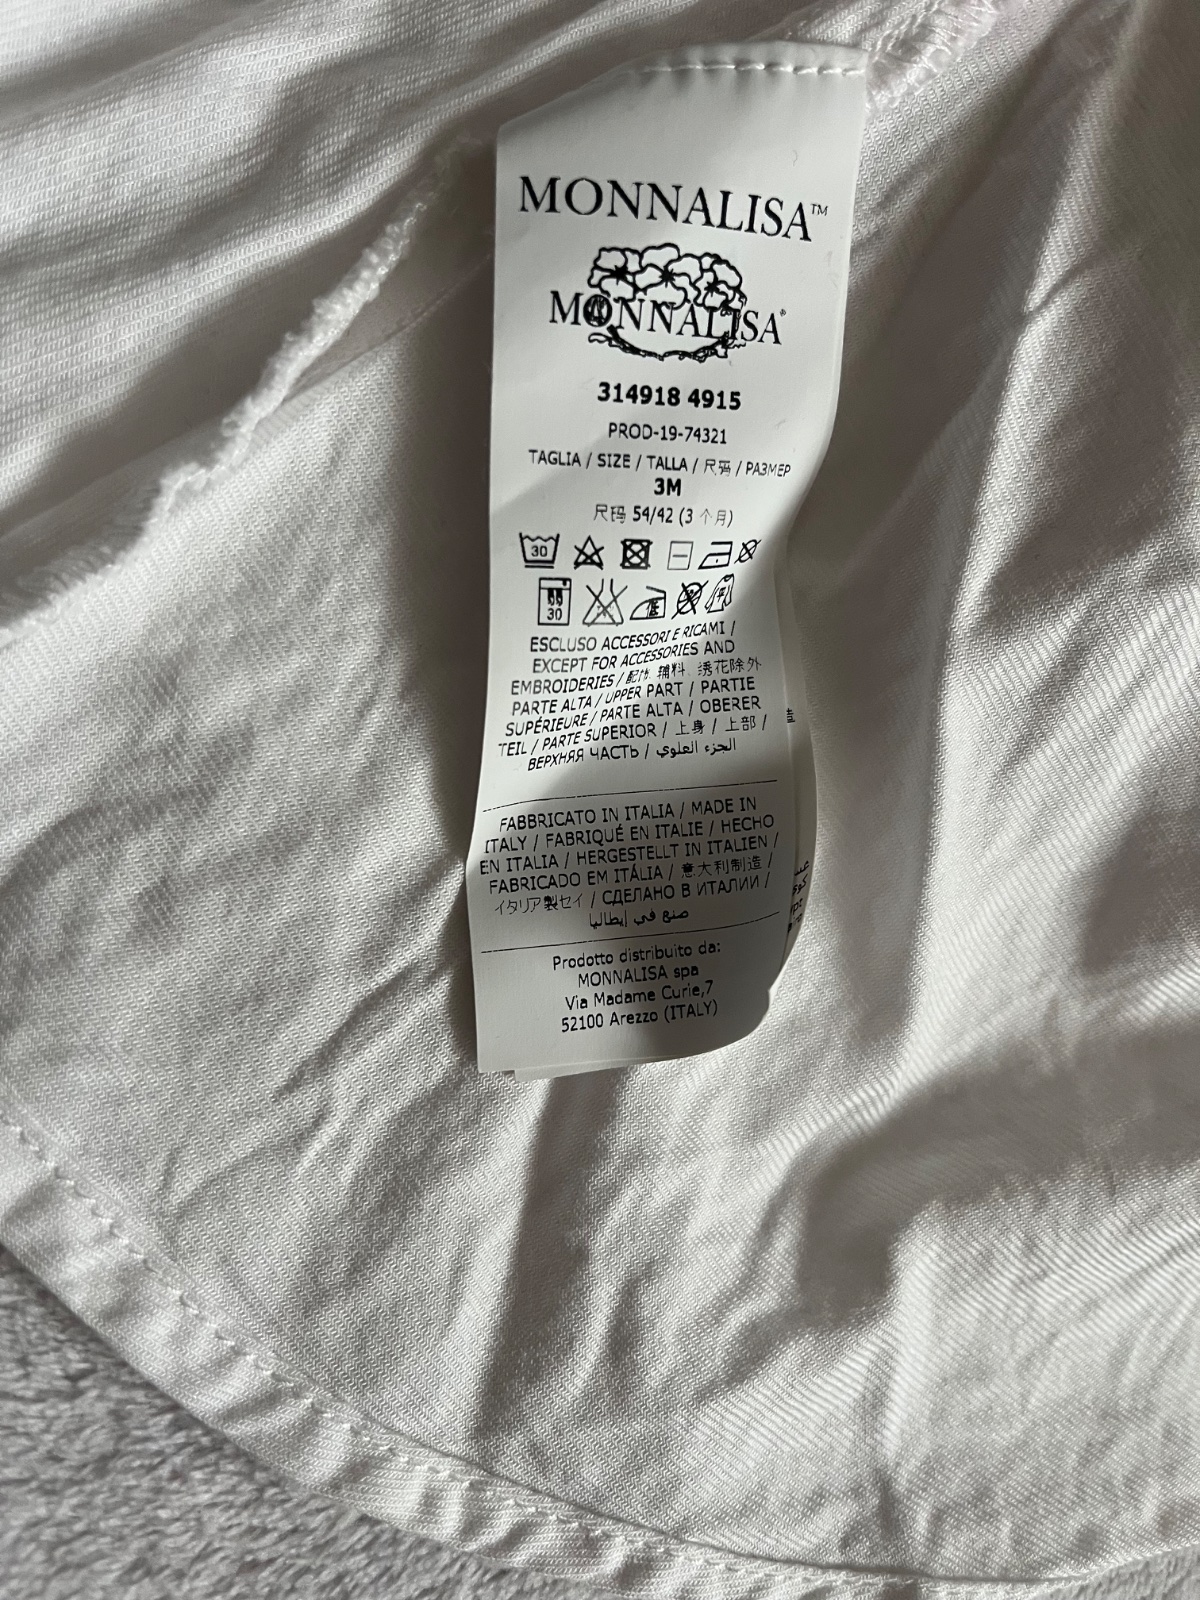 MONNALISA™
MONNALISA®
314918 4915
PROD-19-74321
TAGLIA / SIZE / TALLA / 尺码 / РАЗМЕР
3M
尺码 54/42 (3 个月)
30
30
ESCLUSO ACCESSORI E RICAMI /
EXCEPT FOR ACCESSORIES AND
EMBROIDERIES / 配饰、辅料、绣花除外
PARTE ALTA / UPPER PART / PARTIE
SUPÉRIEURE / PARTE ALTA / OBERER
TEIL / PARTE SUPERIOR / 上身 / 上部 /
ВЕРХНЯЯ ЧАСТЬ / الجزء العلوي
FABBRICATO IN ITALIA / MADE IN
ITALY / FABRIQUÉ EN ITALIE / HECHO
EN ITALIA / HERGESTELLT IN ITALIEN /
FABRICADO EM ITÁLIA / 意大利制造 /
イタリア製セイ / СДЕЛАНО В ИТАЛИИ /
صنع في إيطاليا
Prodotto distribuito da:
MONNALISA spa
Via Madame Curie,7
52100 Arezzo (ITALY)